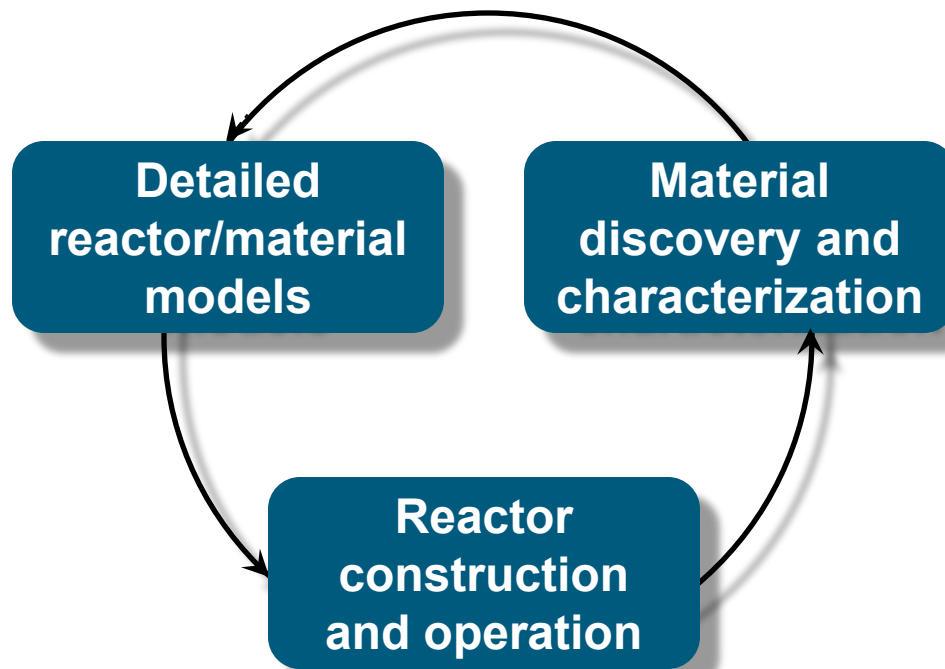 Detailed
reactor/material
models
Material
discovery and
characterization
Reactor
construction
and operation